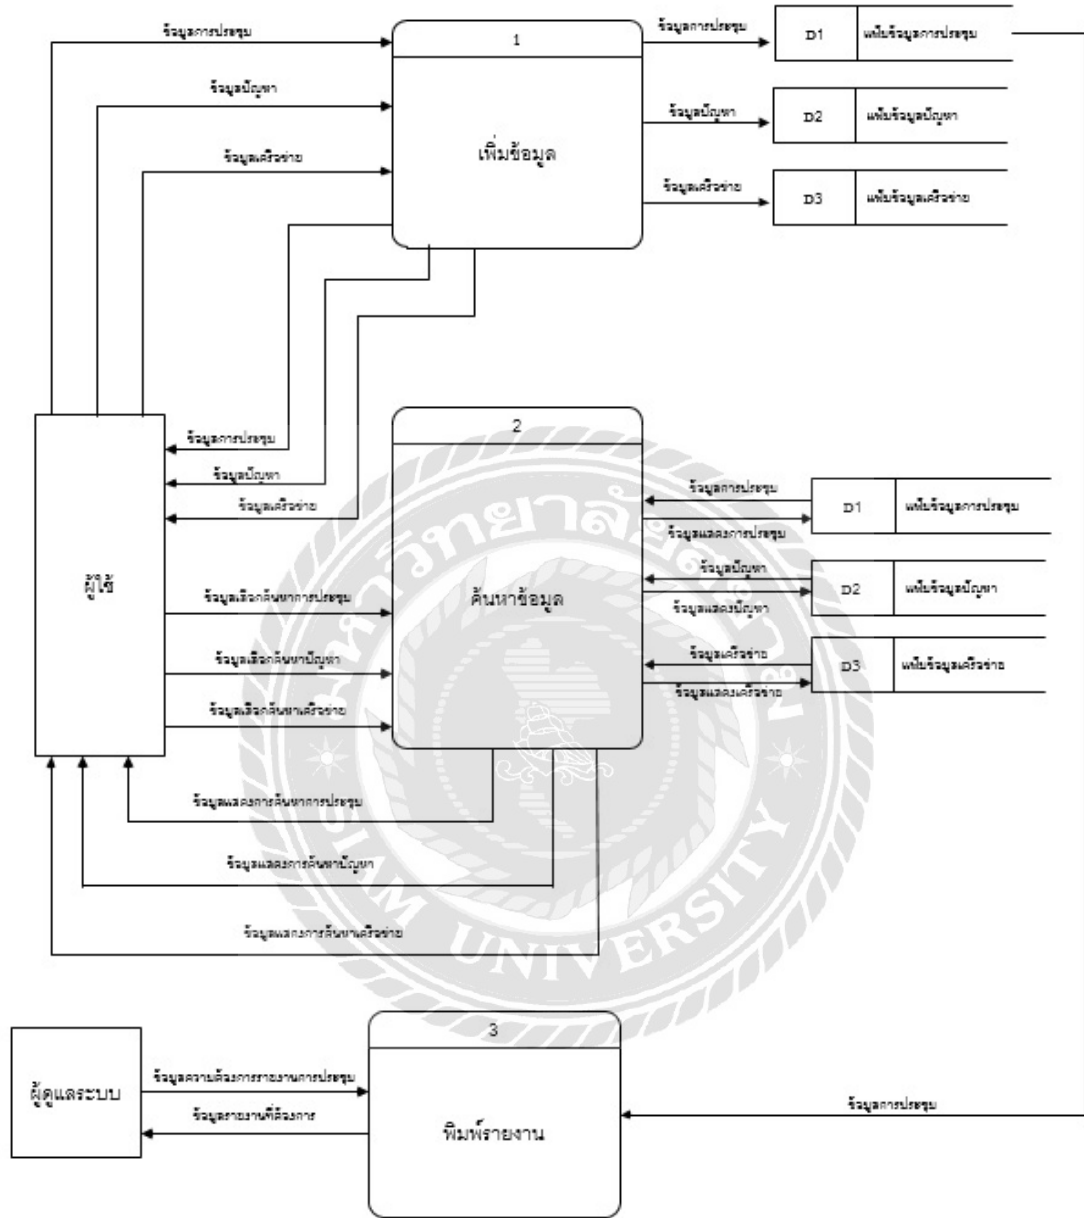 ข้อมูลการประชุม
1
ข้อมูลการประชุม
D1
แฟ้มข้อมูลการประชุม
ข้อมูลปัญหา
เพิ่มข้อมูล
ข้อมูลปัญหา
D2
แฟ้มข้อมูลปัญหา
ข้อมูลเครือข่าย
ข้อมูลเครือข่าย
D3
แฟ้มข้อมูลเครือข่าย
2
ข้อมูลการประชุม
ข้อมูลปัญหา
ข้อมูลเครือข่าย
ผู้ใช้
ข้อมูลเลือกค้นหาการประชุม
ข้อมูลเลือกค้นหาปัญหา
ข้อมูลเลือกค้นหาเครือข่าย
ค้นหาข้อมูล
ข้อมูลการประชุม
ข้อมูลแสดงการประชุม
D1
แฟ้มข้อมูลการประชุม
ข้อมูลปัญหา
ข้อมูลแสดงปัญหา
D2
แฟ้มข้อมูลปัญหา
ข้อมูลเครือข่าย
ข้อมูลแสดงเครือข่าย
D3
แฟ้มข้อมูลเครือข่าย
ข้อมูลแสดงการค้นหาการประชุม
ข้อมูลแสดงการค้นหาปัญหา
ข้อมูลแสดงการค้นหาเครือข่าย
มหาวิทยาลัยสยาม
SIAM UNIVERSITY
3
ผู้ดูแลระบบ
ข้อมูลความต้องการรายงานการประชุม
ข้อมูลรายงานที่ต้องการ
พิมพ์รายงาน
ข้อมูลการประชุม